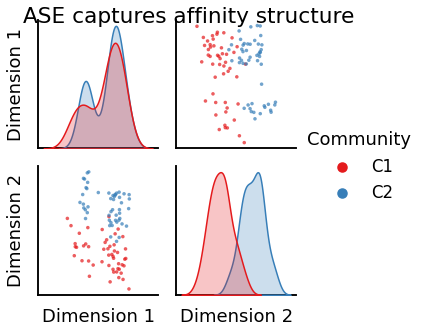 ASE captures affinity structure
Dimension 1
Community
C1
C2
Dimension 2
Dimension 1
Dimension 2